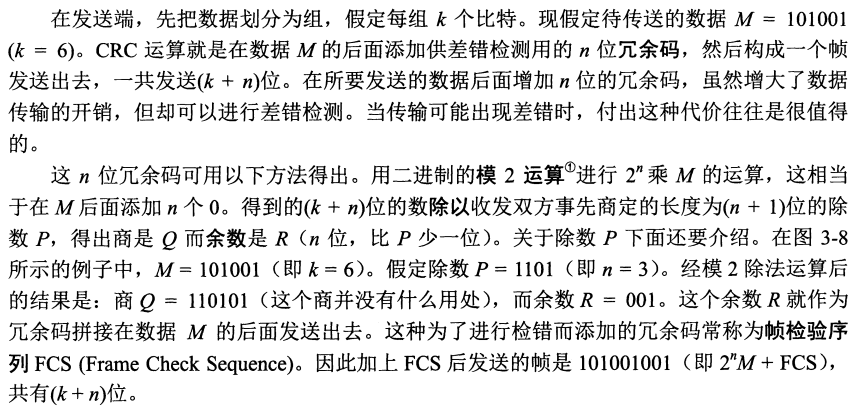 在发送端，先把数据划分为组，假定每组 k 个比特。现假定待传送的数据 M = 101001
(k = 6)。CRC 运算就是在数据 M 的后面添加供差错检测用的 n 位冗余码，然后构成一个帧
发送出去，一共发送(k + n)位。在所要发送的数据后面增加 n 位的冗余码，虽然增大了数据
传输的开销，但却可以进行差错检测。当传输可能出现差错时，付出这种代价往往是很值得
的。
这 n 位冗余码可用以下方法得出。用二进制的模 2 运算①进行 2ⁿ 乘 M 的运算，这相当
于在 M 后面添加 n 个 0。得到的(k + n)位的数除以收发双方事先商定的长度为(n + 1)位的除
数 P，得出商是 Q 而余数是 R（n 位，比 P 少一位）。关于除数 P 下面还要介绍。在图 3-8
所示的例子中，M = 101001（即 k = 6）。假定除数 P = 1101（即 n = 3）。经模 2 除法运算后
的结果是：商 Q = 110101（这个商并没有什么用处），而余数 R = 001。这个余数 R 就作为
冗余码拼接在数据 M 的后面发送出去。这种为了进行检错而添加的冗余码常称为帧检验序
列 FCS (Frame Check Sequence)。因此加上 FCS 后发送的帧是 101001001（即 2ⁿM + FCS），
共有(k + n)位。